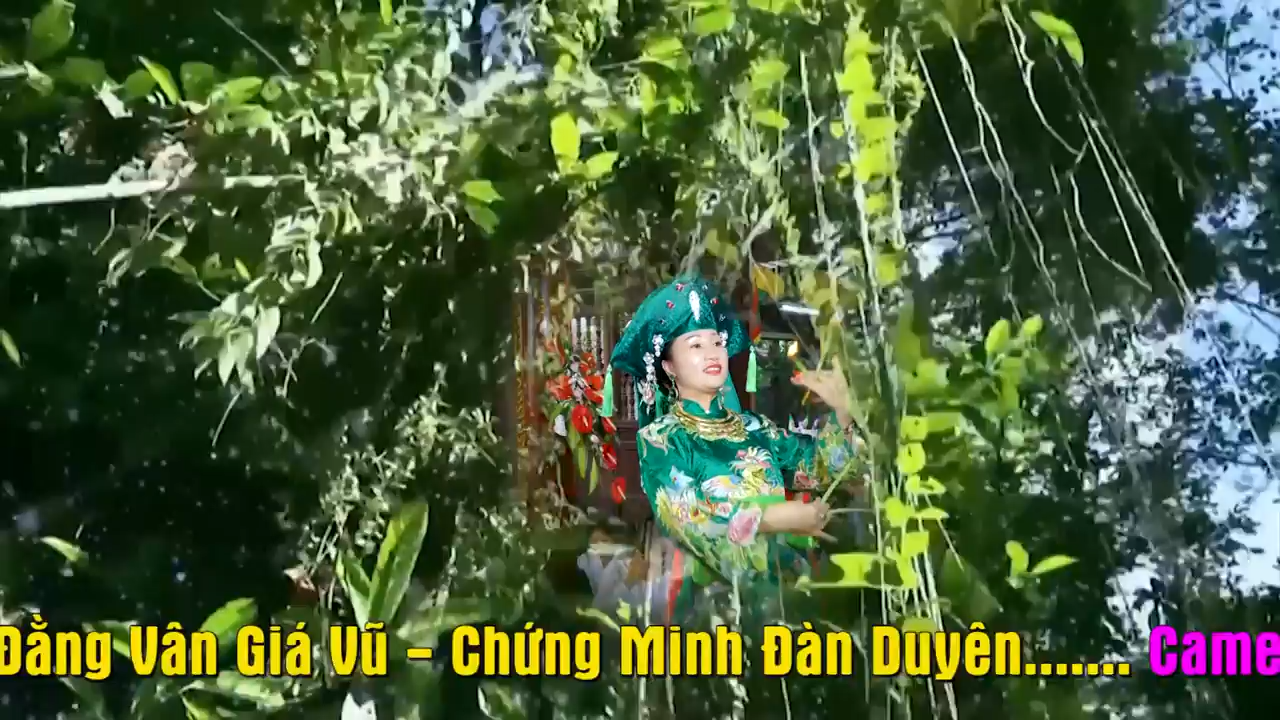 Đằng Vân Giá Vũ – Chứng Minh Đàn Duyên....... Came